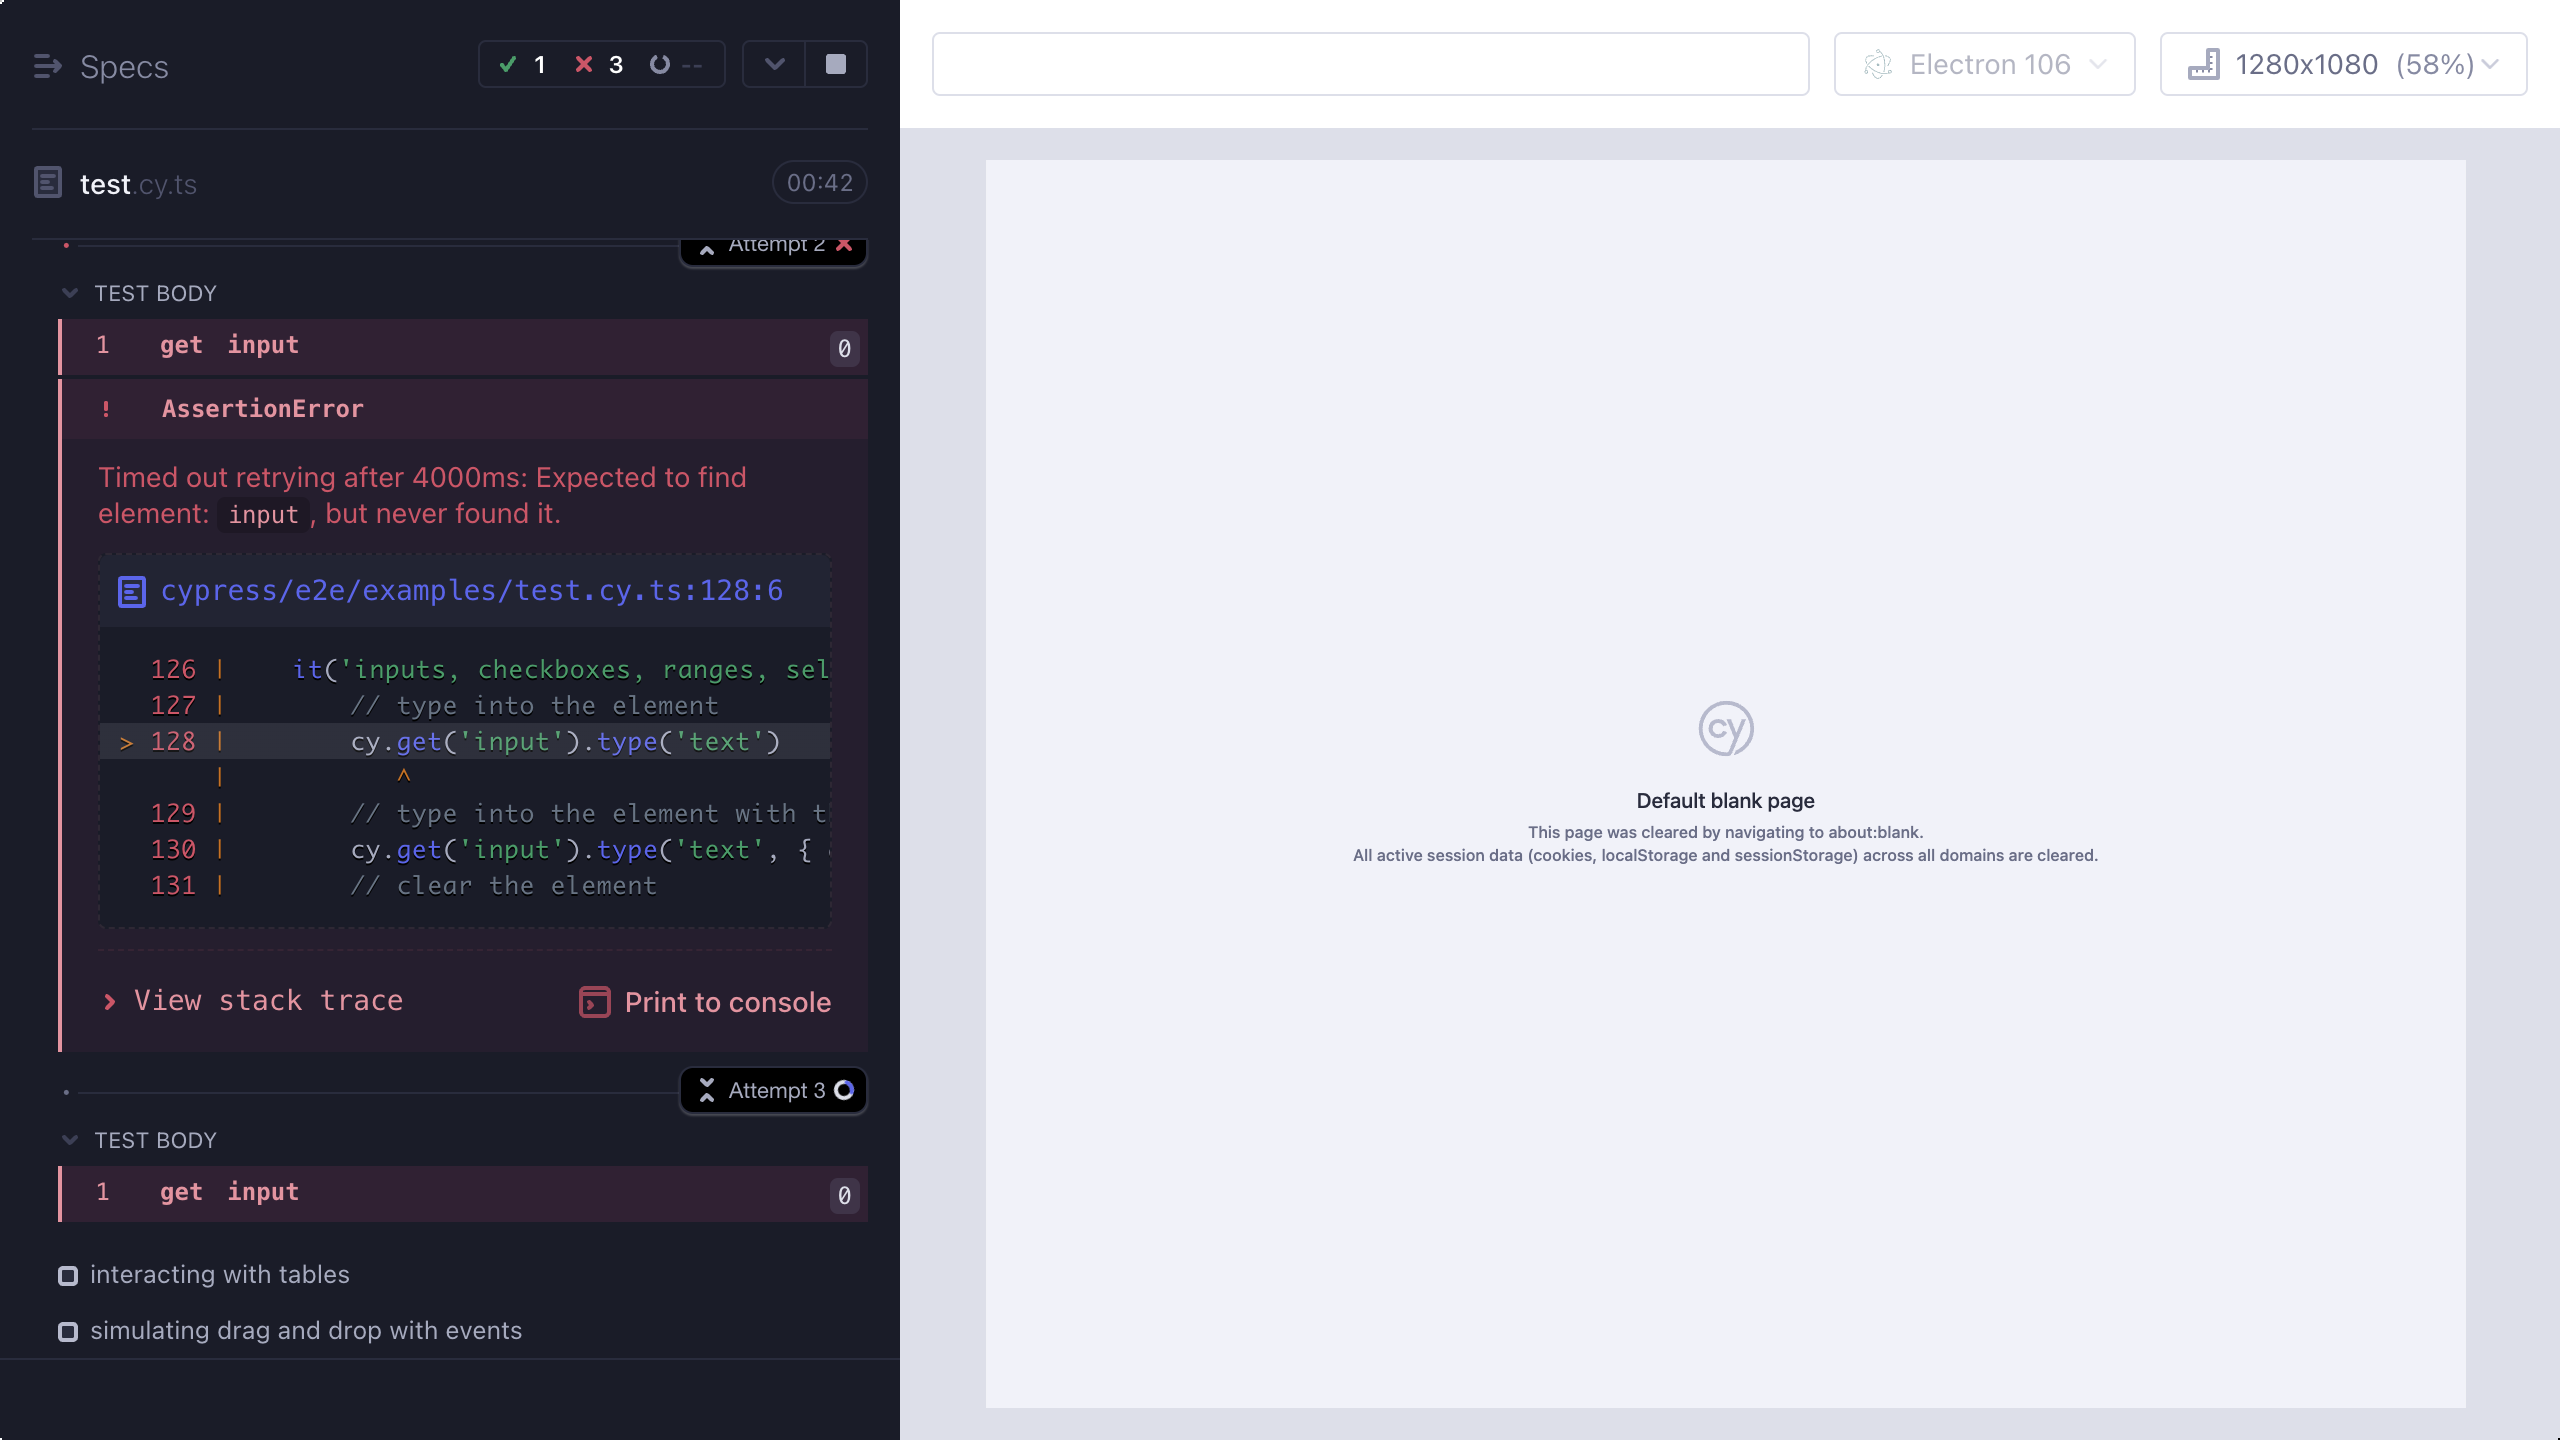 Specs
1 3 --
test.cy.ts
00:42
Attempt 2
TEST BODY
1 get input 0
! AssertionError
Timed out retrying after 4000ms: Expected to find
element: input , but never found it.
cypress/e2e/examples/test.cy.ts:128:6
126 | it('inputs, checkboxes, ranges, sel
127 | // type into the element
> 128 | cy.get('input').type('text')
| ^
129 | // type into the element with t
130 | cy.get('input').type('text', {
131 | // clear the element
View stack trace
Print to console
Attempt 3
TEST BODY
1 get input 0
interacting with tables
simulating drag and drop with events
Electron 106
1280x1080 (58%)
cy
Default blank page
This page was cleared by navigating to about:blank.
All active session data (cookies, localStorage and sessionStorage) across all domains are cleared.